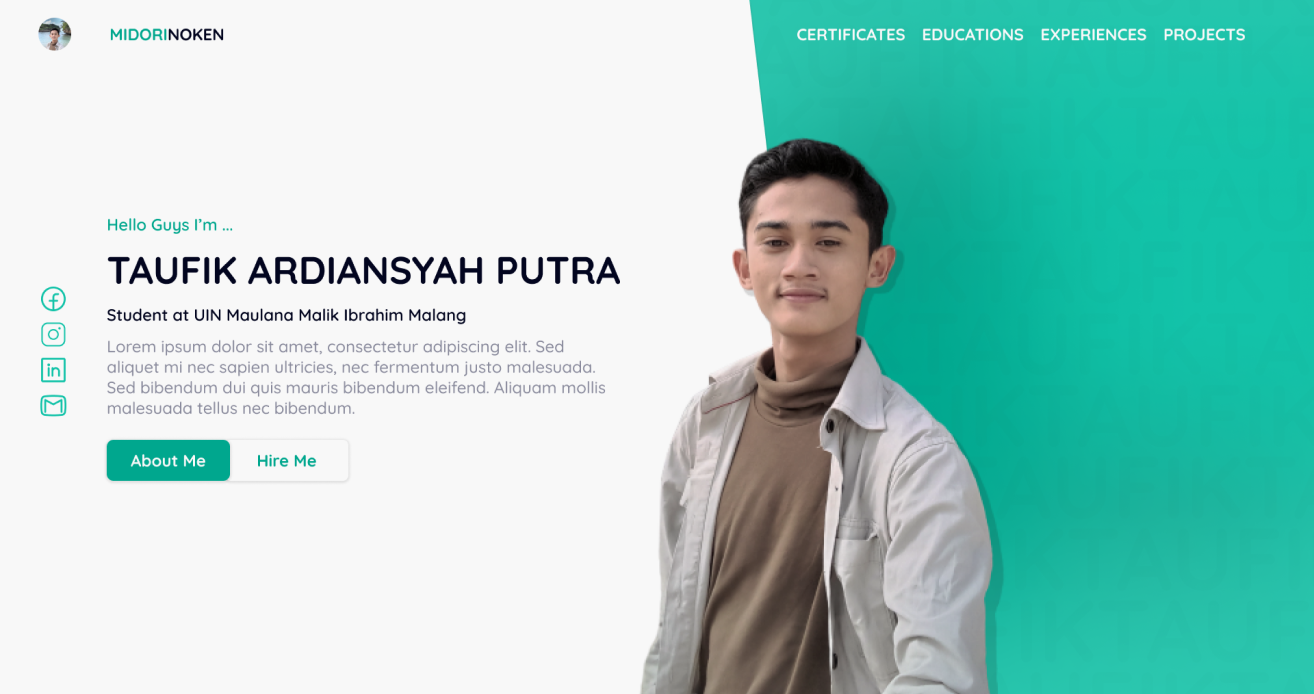 MIDORINOKEN
CERTIFICATES EDUCATIONS EXPERIENCES PROJECTS
Hello Guys I'm ...
TAUFIK ARDIANSYAH PUTRA
Student at UIN Maulana Malik Ibrahim Malang
Lorem ipsum dolor sit amet, consectetur adipiscing elit. Sed
aliquet mi nec sapien ultricies, nec fermentum justo malesuada.
Sed bibendum dui quis mauris bibendum eleifend. Aliquam mollis
malesuada tellus nec bibendum.
About Me
Hire Me